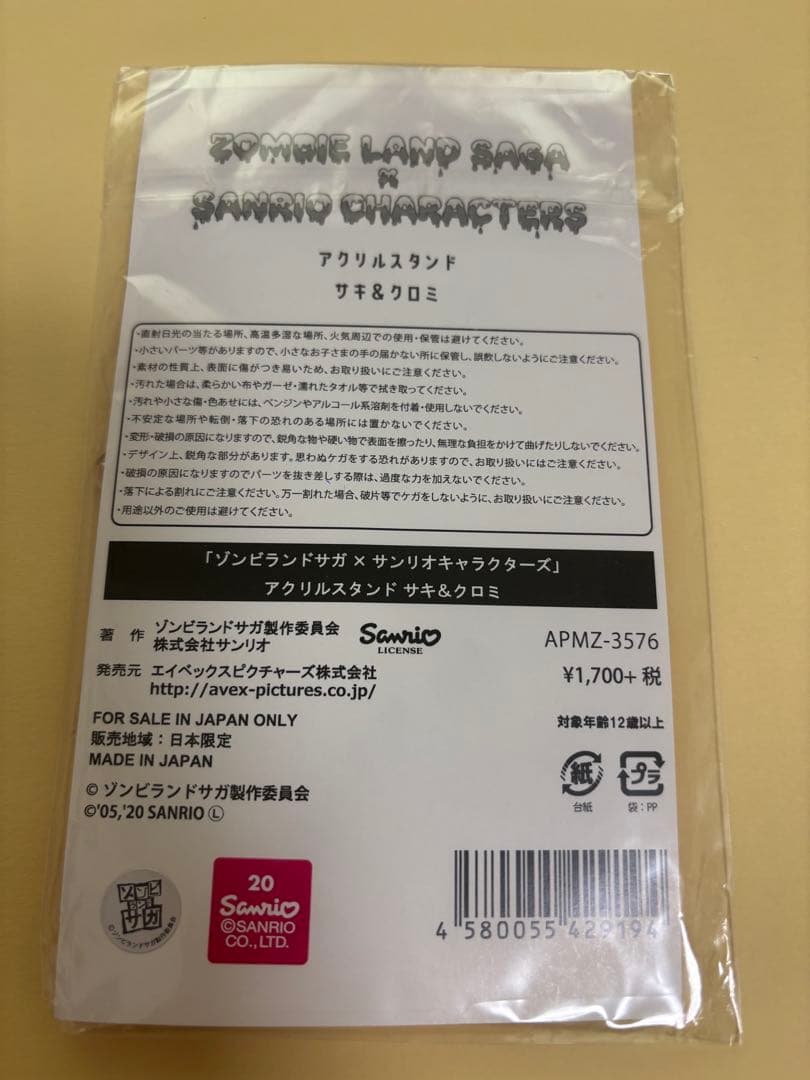 ZOMBIE LAND SAGA
×
SANRIO CHARACTERS
アクリルスタンド
サキ&クロミ
・直射日光の当たる場所、高温多湿な場所、火気周辺での使用・保管は避けてください。
・小さいパーツ等がありますので、小さなお子さまの手の届かない所に保管し、誤飲しないようにご注意ください。
・素材の性質上、表面に傷がつき易いため、お取り扱いにご注意ください。
・汚れた場合は、柔らかい布やガーゼ・濡れたタオル等で拭き取ってください。
・汚れや小さな傷・色あせには、ベンジンやアルコール系溶剤を付着・使用しないでください。
・不安定な場所や転倒・落下の恐れのある場所には置かないでください。
・変形・破損の原因になりますので、鋭角な物や硬い物で表面を擦ったり、無理な負担をかけて曲げたりしないでください。
・デザイン上、鋭角な部分があります。思わぬケガをする恐れがありますので、お取り扱いにはご注意ください。
・破損の原因になりますのでパーツを抜き差しする際は、過度な力を加えないでください。
・落下による割れにご注意ください。万一割れた場合、破片等でケガをしないように、お取り扱いにご注意ください。
・用途以外のご使用は避けてください。
「ゾンビランドサガ × サンリオキャラクターズ」
アクリルスタンド サキ&クロミ
著 作 ゾンビランドサガ製作委員会
株式会社サンリオ
Sanrio
LICENSE
APMZ-3576
発売元 エイベックスピクチャーズ株式会社
http://avex-pictures.co.jp/
¥1,700+ 税
FOR SALE IN JAPAN ONLY
販売地域：日本限定
MADE IN JAPAN
対象年齢12歳以上
紙
台紙
プラ
袋：PP
© ゾンビランドサガ製作委員会
©'05,'20 SANRIO Ⓛ
ゾンビ
ランド
サガ
©ゾンビランドサガ製作委員会
20
Sanrio
©SANRIO
CO., LTD.
4 580055 429194